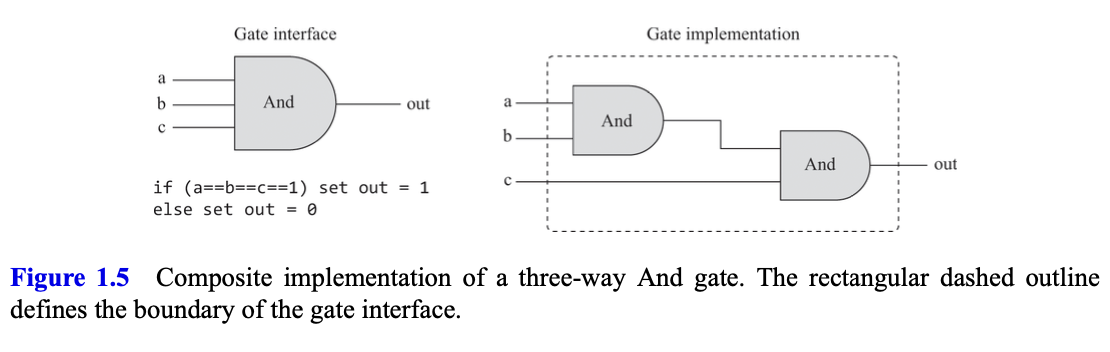 Gate interface
a
b
c
And
out
if (a==b==c==1) set out = 1
else set out = 0
Gate implementation
a
b
c
And
And
out
Figure 1.5 Composite implementation of a three-way And gate. The rectangular dashed outline
defines the boundary of the gate interface.